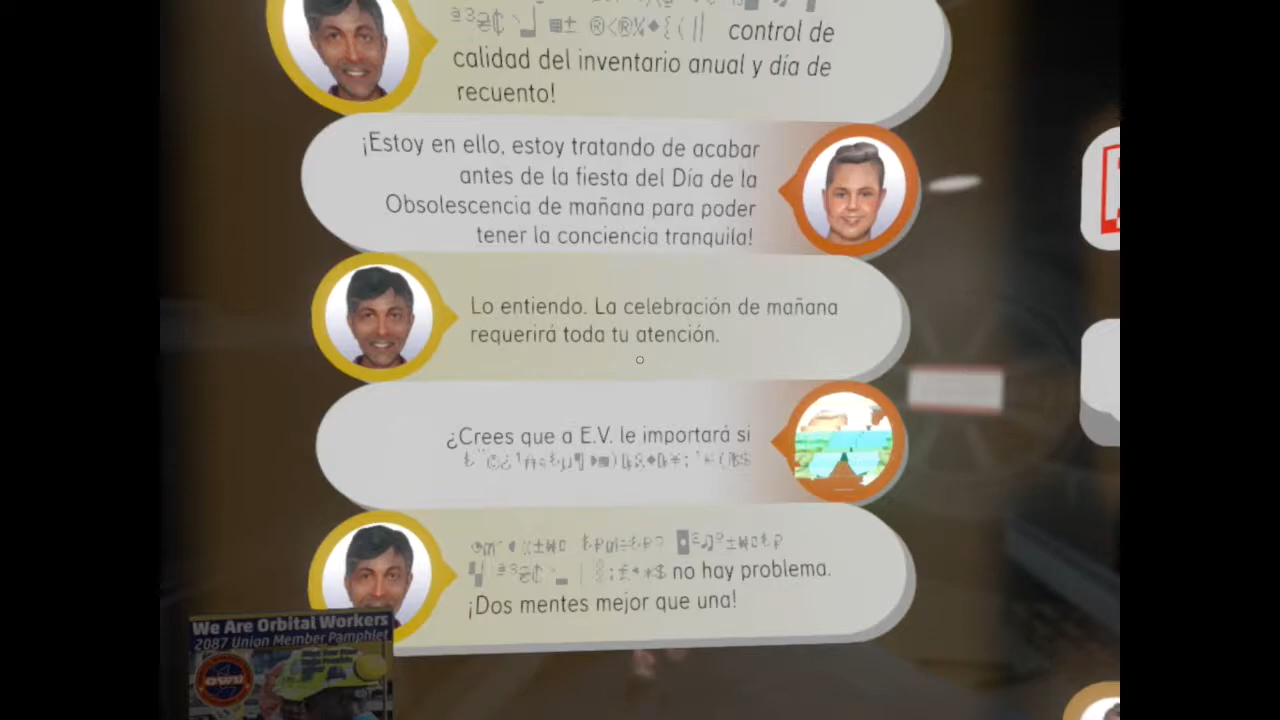 control de
calidad del inventario anual y día de
recuento!
¡Estoy en ello, estoy tratando de acabar
antes de la fiesta del Día de la
Obsolescencia de mañana para poder
tener la conciencia tranquila!
Lo entiendo. La celebración de mañana
requerirá toda tu atención.
¿Crees que a E.V. le importará si
no hay problema.
¡Dos mentes mejor que una!
We Are Orbital Workers
2087 Union Member Pamphlet
OWU